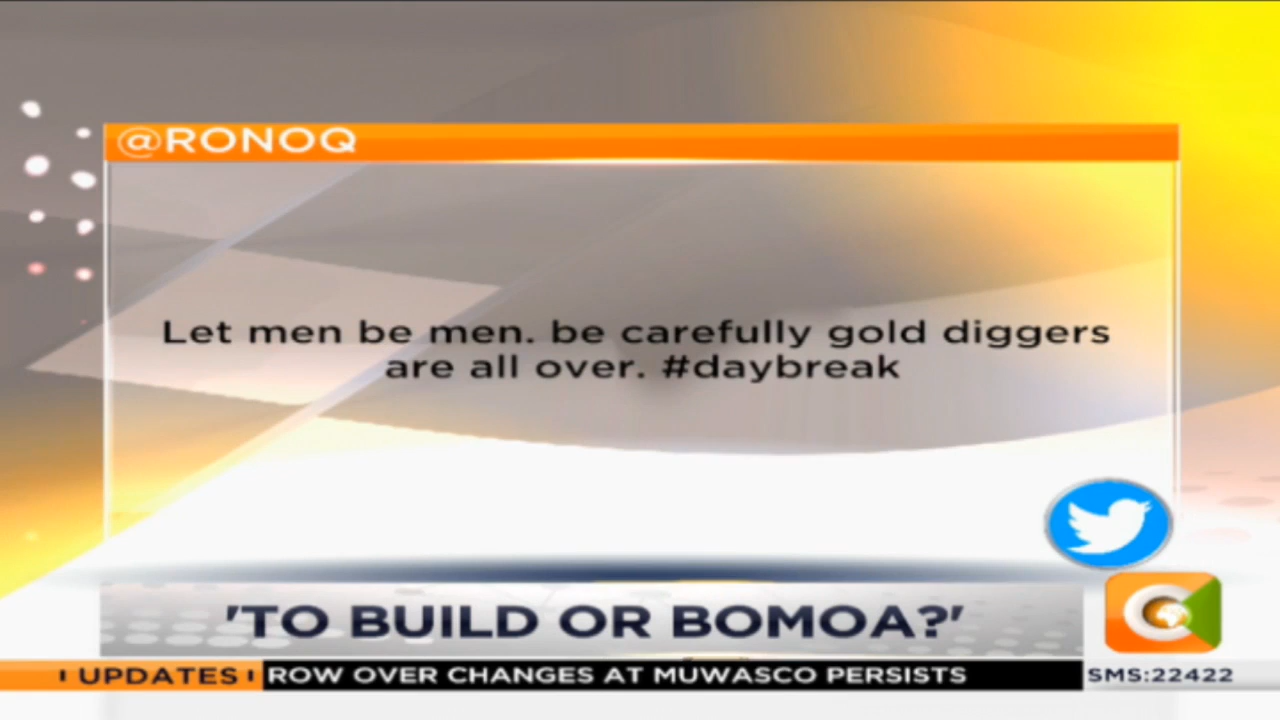 @RONOQ
Let men be men. be carefully gold diggers
are all over. #daybreak
'TO BUILD OR BOMOA?'
UPDATES
ROW OVER CHANGES AT MUWASCO PERSISTS
SMS:22422